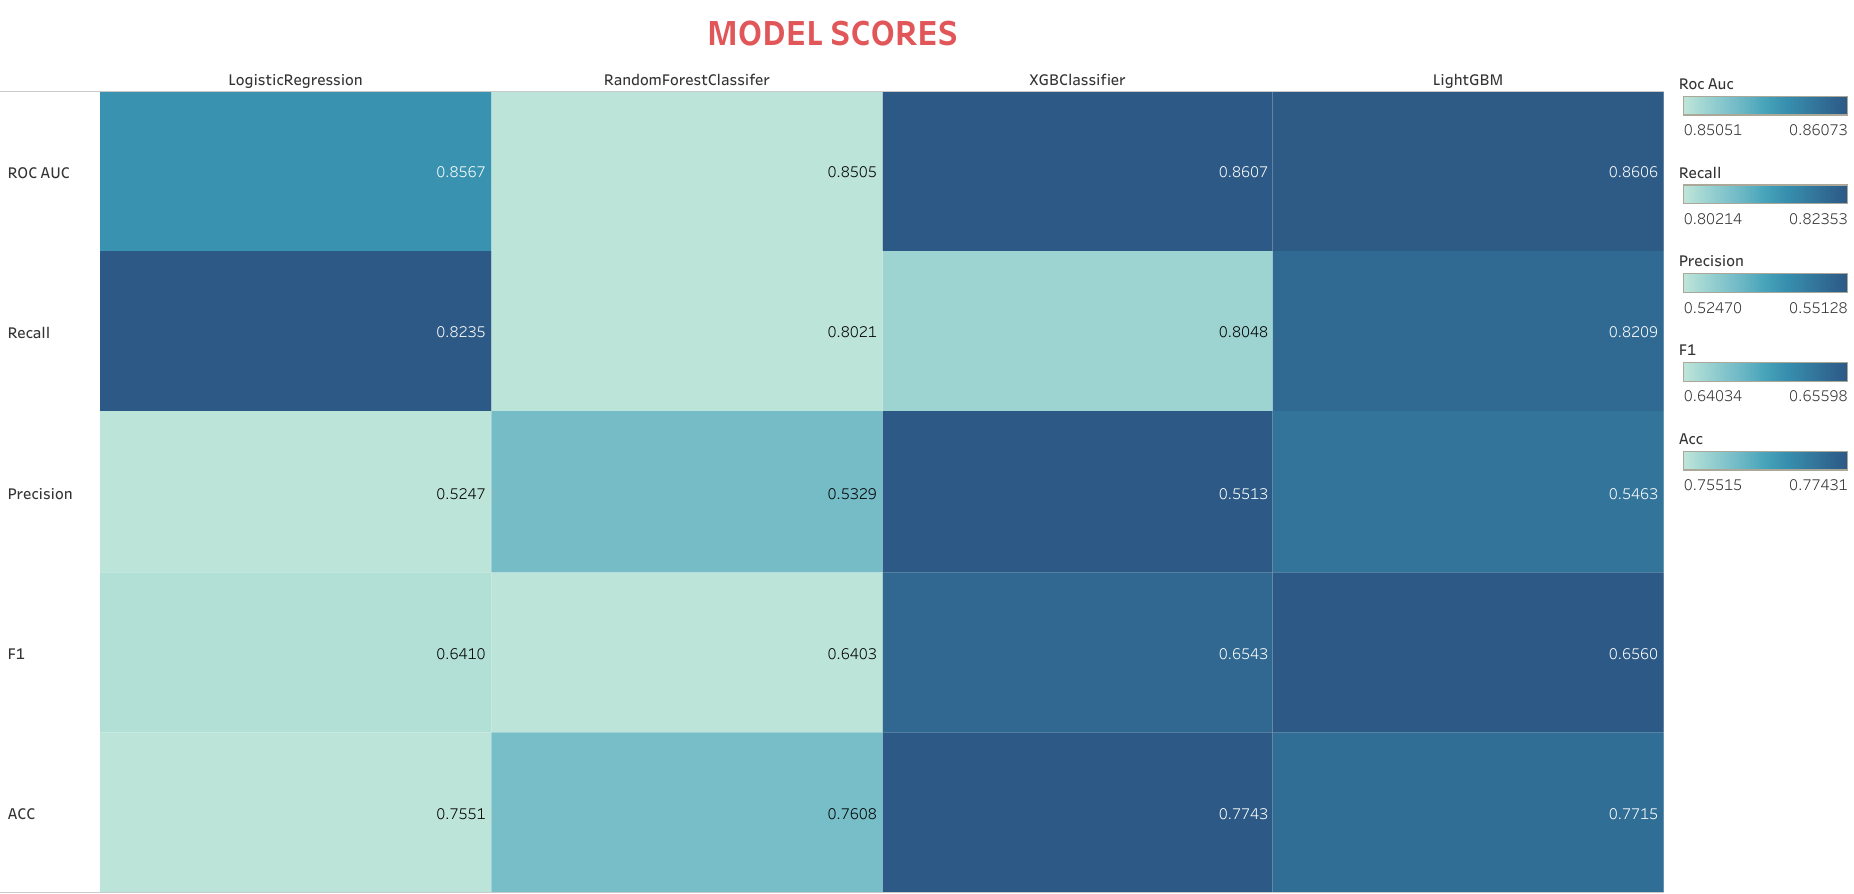 MODEL SCORES
LogisticRegression RandomForestClassifer XGBClassifier LightGBM
ROC AUC 0.8567 0.8505 0.8607 0.8606
Recall 0.8235 0.8021 0.8048 0.8209
Precision 0.5247 0.5329 0.5513 0.5463
F1 0.6410 0.6403 0.6543 0.6560
ACC 0.7551 0.7608 0.7743 0.7715
Roc Auc
0.85051 0.86073
Recall
0.80214 0.82353
Precision
0.52470 0.55128
F1
0.64034 0.65598
Acc
0.75515 0.77431